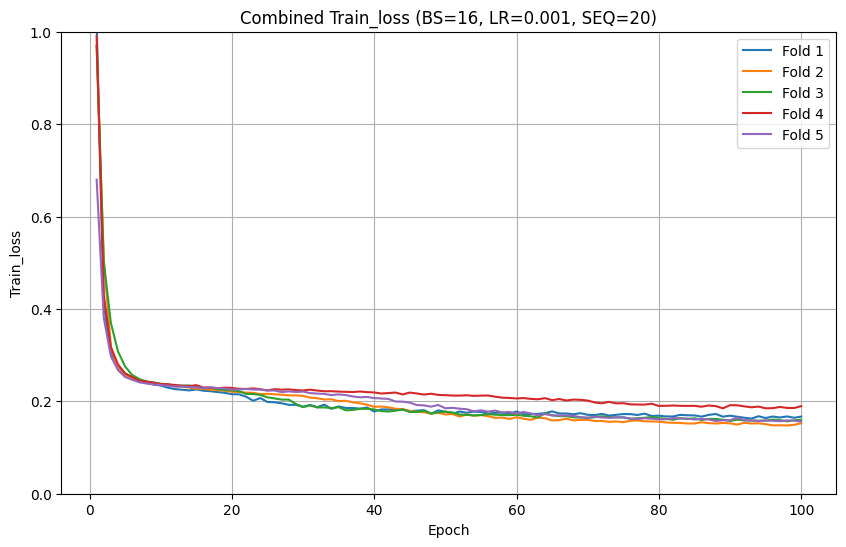 Combined Train_loss (BS=16, LR=0.001, SEQ=20)
Fold 1
Fold 2
Fold 3
Fold 4
Fold 5
Train_loss
1.0
0.8
0.6
0.4
0.2
0.0
0
20
40
60
80
100
Epoch